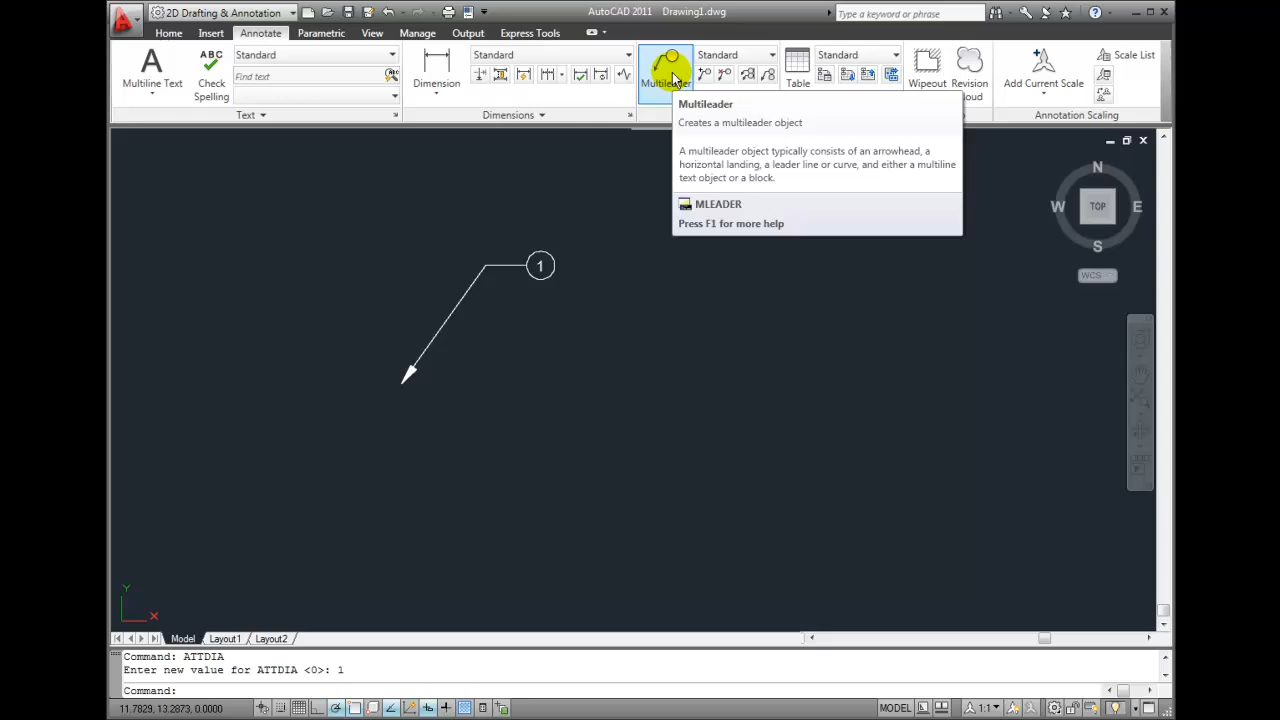 2D Drafting & Annotation
AutoCAD 2011 Drawing1.dwg
Type a keyword or phrase
Home Insert Annotate Parametric View Manage Output Express Tools
A
Multiline Text
ABC
Check
Spelling
Standard
Find text
Text
Dimension
Standard
Dimensions
Multileader
Standard
Table
Standard
Wipeout
Revision
loud
Add Current Scale
Scale List
Annotation Scaling
Multileader
Creates a multileader object
A multileader object typically consists of an arrowhead, a
horizontal landing, a leader line or curve, and either a multiline
text object or a block.
MLEADER
Press F1 for more help
N
W TOP E
S
WCS
1
Y
X
Model Layout1 Layout2
Command: ATTDIA
Enter new value for ATTDIA <0>: 1
Command:
11.7829, 13.2873, 0.0000
MODEL
1:1